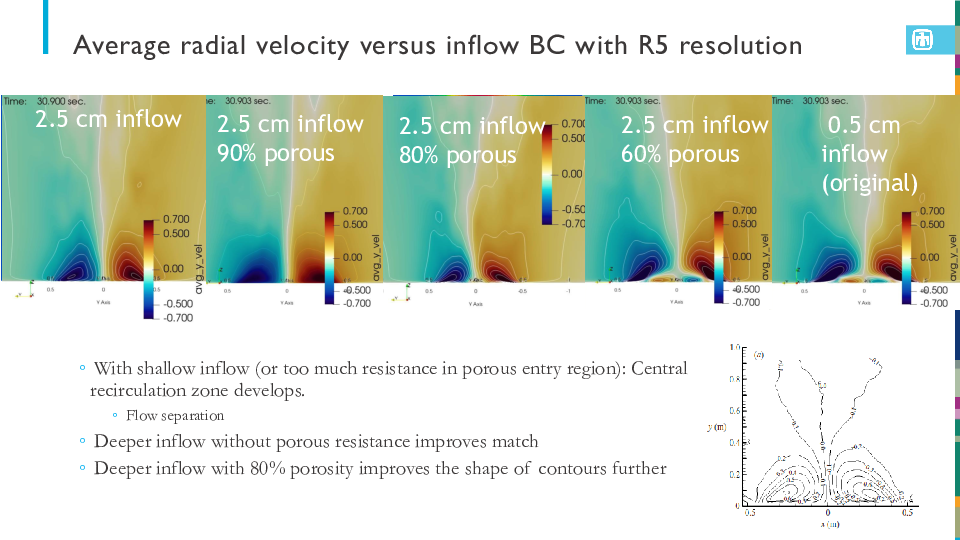 Average radial velocity versus inflow BC with R5 resolution
Time: 30.900 sec.
2.5 cm inflow
0.700
0.500
0.00
-0.500
-0.700
avg_y_vel
0.5
0
Y Axis
30.903 sec.
2.5 cm inflow
90% porous
0.700
0.500
0.00
-0.500
-0.700
0.5
0
Y Axis
2.5 cm inflow
80% porous
0.700
0.500
0.00
-0.50
-0.70
0.5
0
-0.5
-1
Y Axis
Time: 30.903 sec.
2.5 cm inflow
60% porous
0.700
0.500
0.00
-0.500
-0.700
avg_y_vel
0.5
0
Y Axis
Time: 30.903 sec.
0.5 cm
inflow
(original)
0.700
0.500
0.00
-0.500
-0.700
avg_y_vel
0.5
0
Y Axis
With shallow inflow (or too much resistance in porous entry region): Central
recirculation zone develops.
Flow separation
Deeper inflow without porous resistance improves match
Deeper inflow with 80% porosity improves the shape of contours further
(a)
1.0
0.8
0.6
y (m)
0.4
0.2
0
0.5
0
0.5
x (m)